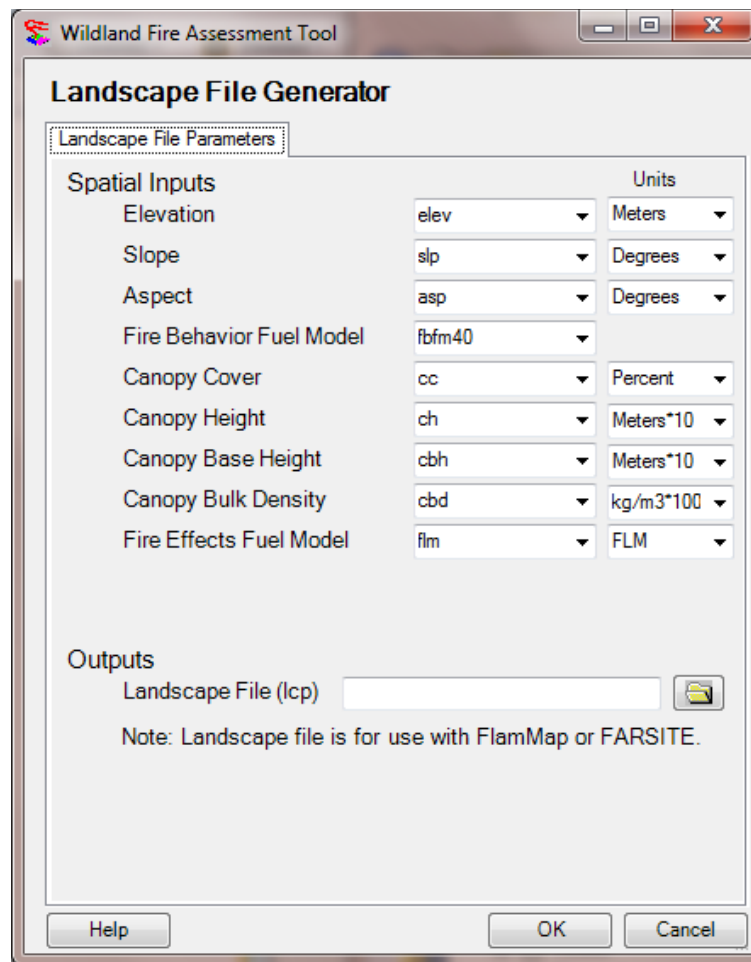 Wildland Fire Assessment Tool
Landscape File Generator
Landscape File Parameters
Spatial Inputs Units
Elevation elev Meters
Slope slp Degrees
Aspect asp Degrees
Fire Behavior Fuel Model fbfm40
Canopy Cover cc Percent
Canopy Height ch Meters*10
Canopy Base Height cbh Meters*10
Canopy Bulk Density cbd kg/m3*100
Fire Effects Fuel Model flm FLM
Outputs
Landscape File (lcp)
Note: Landscape file is for use with FlamMap or FARSITE.
Help OK Cancel